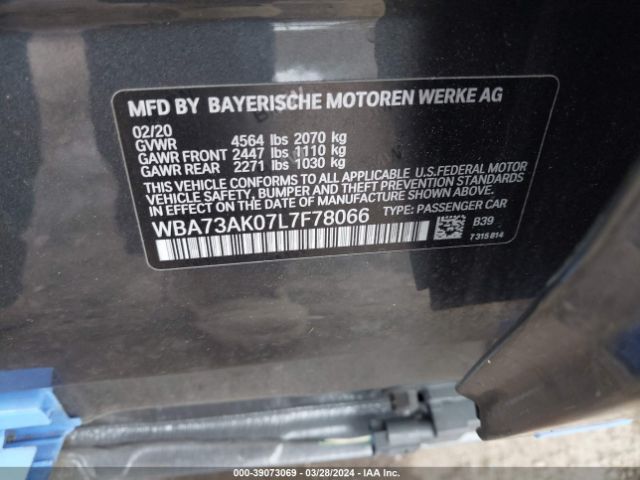 MFD BY BAYERISCHE MOTOREN WERKE AG
02/20
GVWR 4564 lbs 2070 kg
GAWR FRONT 2447 lbs 1110 kg
GAWR REAR 2271 lbs 1030 kg
THIS VEHICLE CONFORMS TO ALL APPLICABLE U.S.FEDERAL MOTOR
VEHICLE SAFETY, BUMPER AND THEFT PREVENTION STANDARDS
IN EFFECT ON THE DATE OF MANUFACTURE SHOWN ABOVE.
WBA73AK07L7F78066 TYPE: PASSENGER CAR
B39
7 315 814
000-39073069 | 03/28/2024 | IAA Inc.